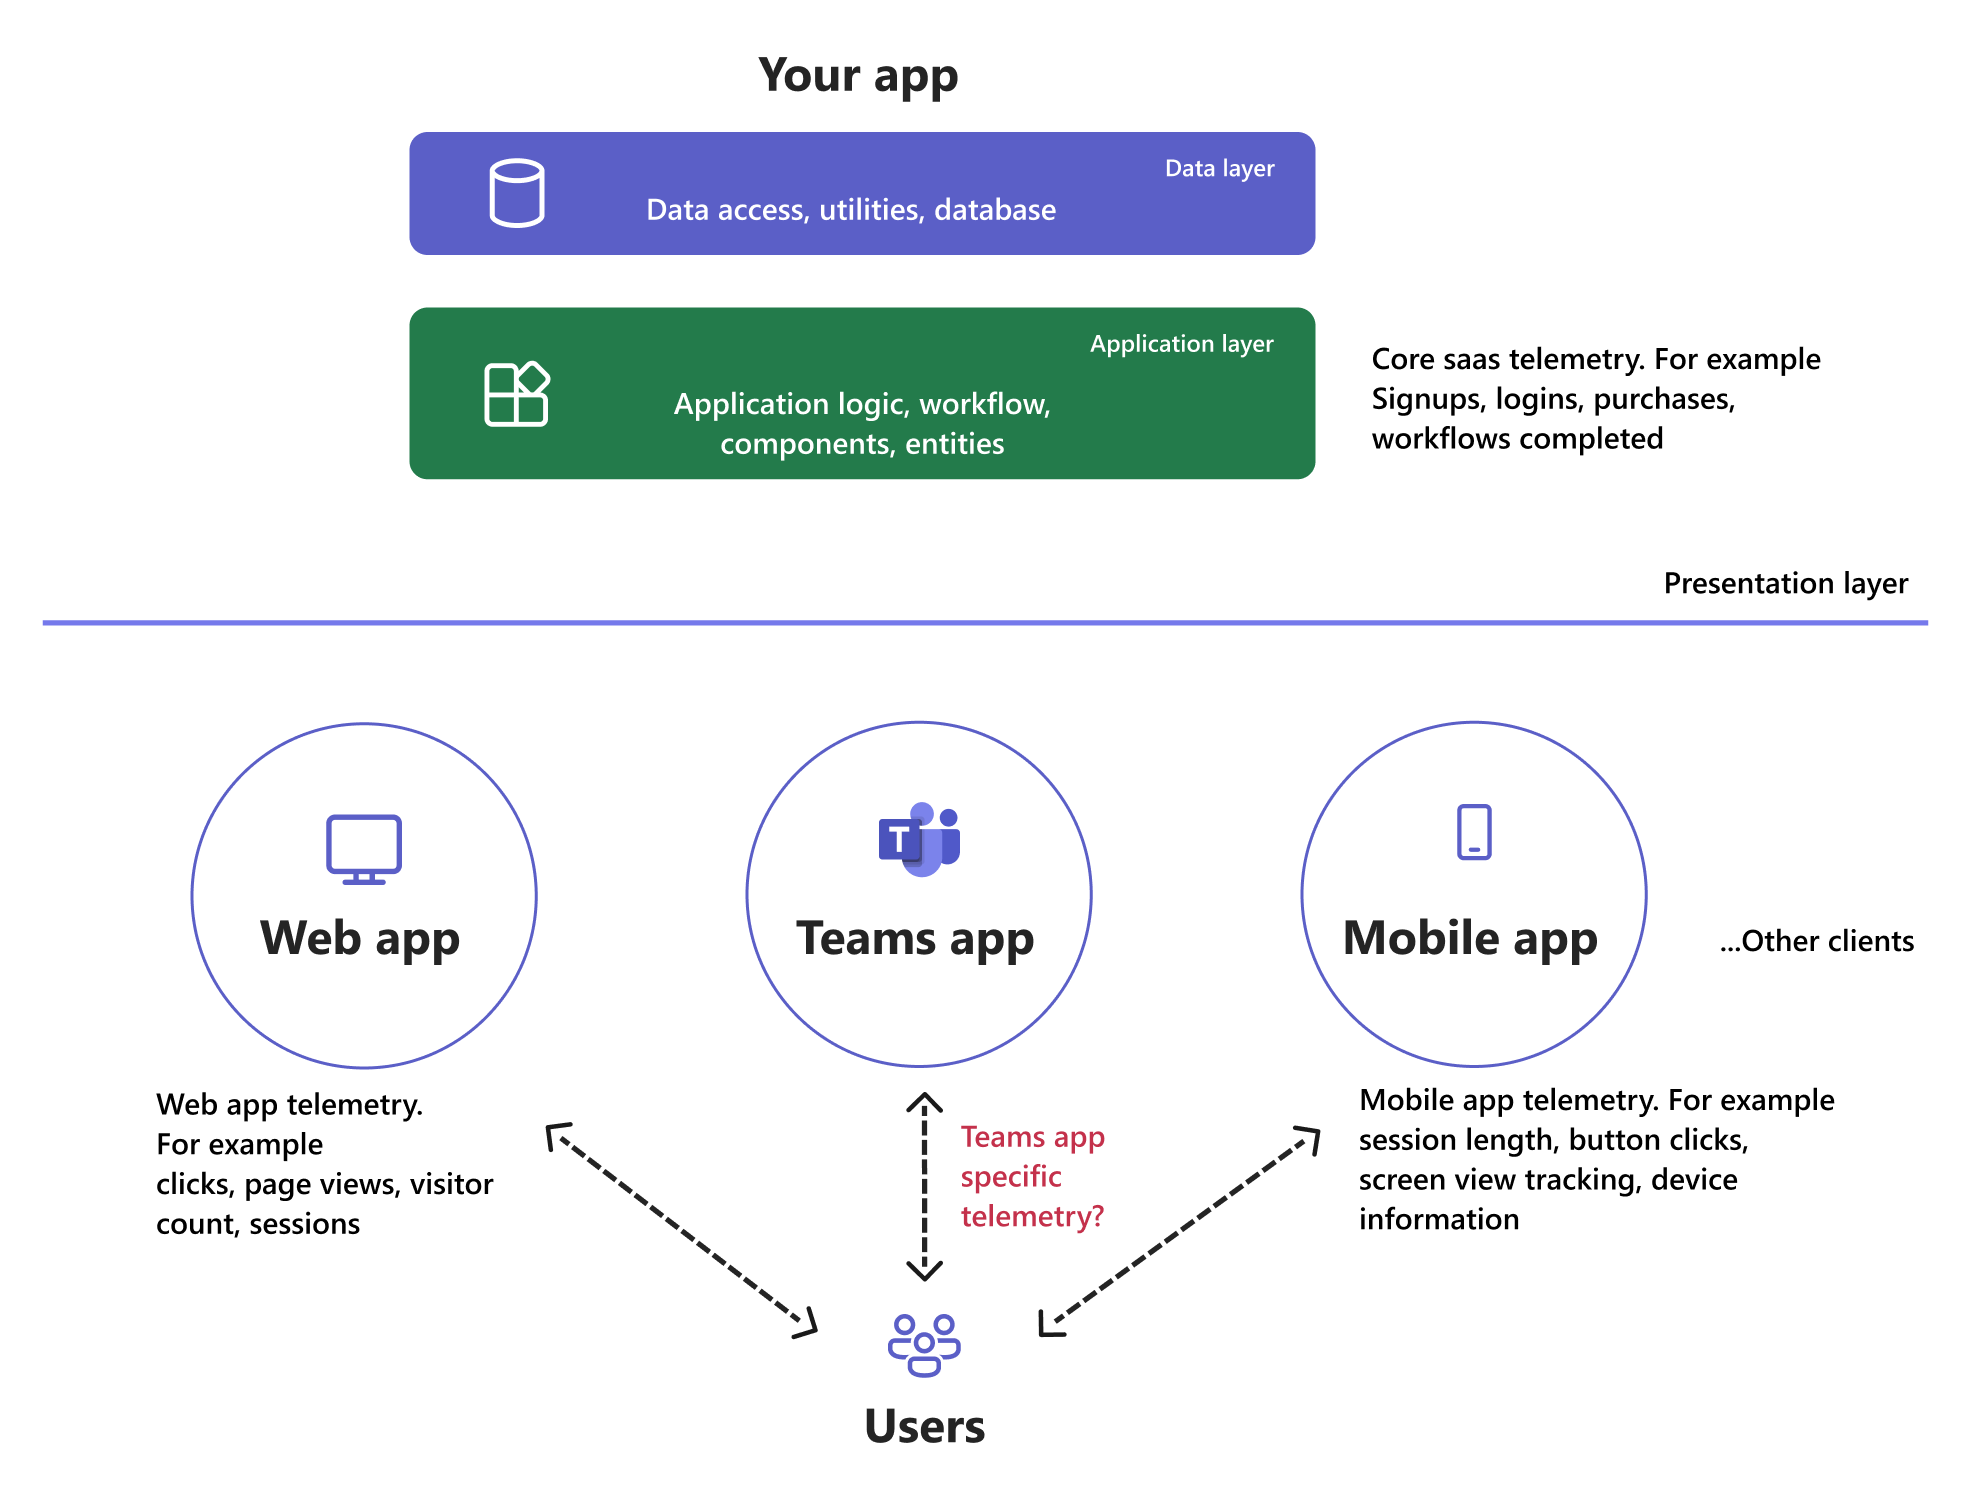 Your app
Data layer
Data access, utilities, database
Application layer
Application logic, workflow,
components, entities
Core saas telemetry. For example
Signups, logins, purchases,
workflows completed
Presentation layer
T
Web app
Teams app
Mobile app
...Other clients
Web app telemetry.
For example
clicks, page views, visitor
count, sessions
Teams app
specific
telemetry?
Mobile app telemetry. For example
session length, button clicks,
screen view tracking, device
information
Users